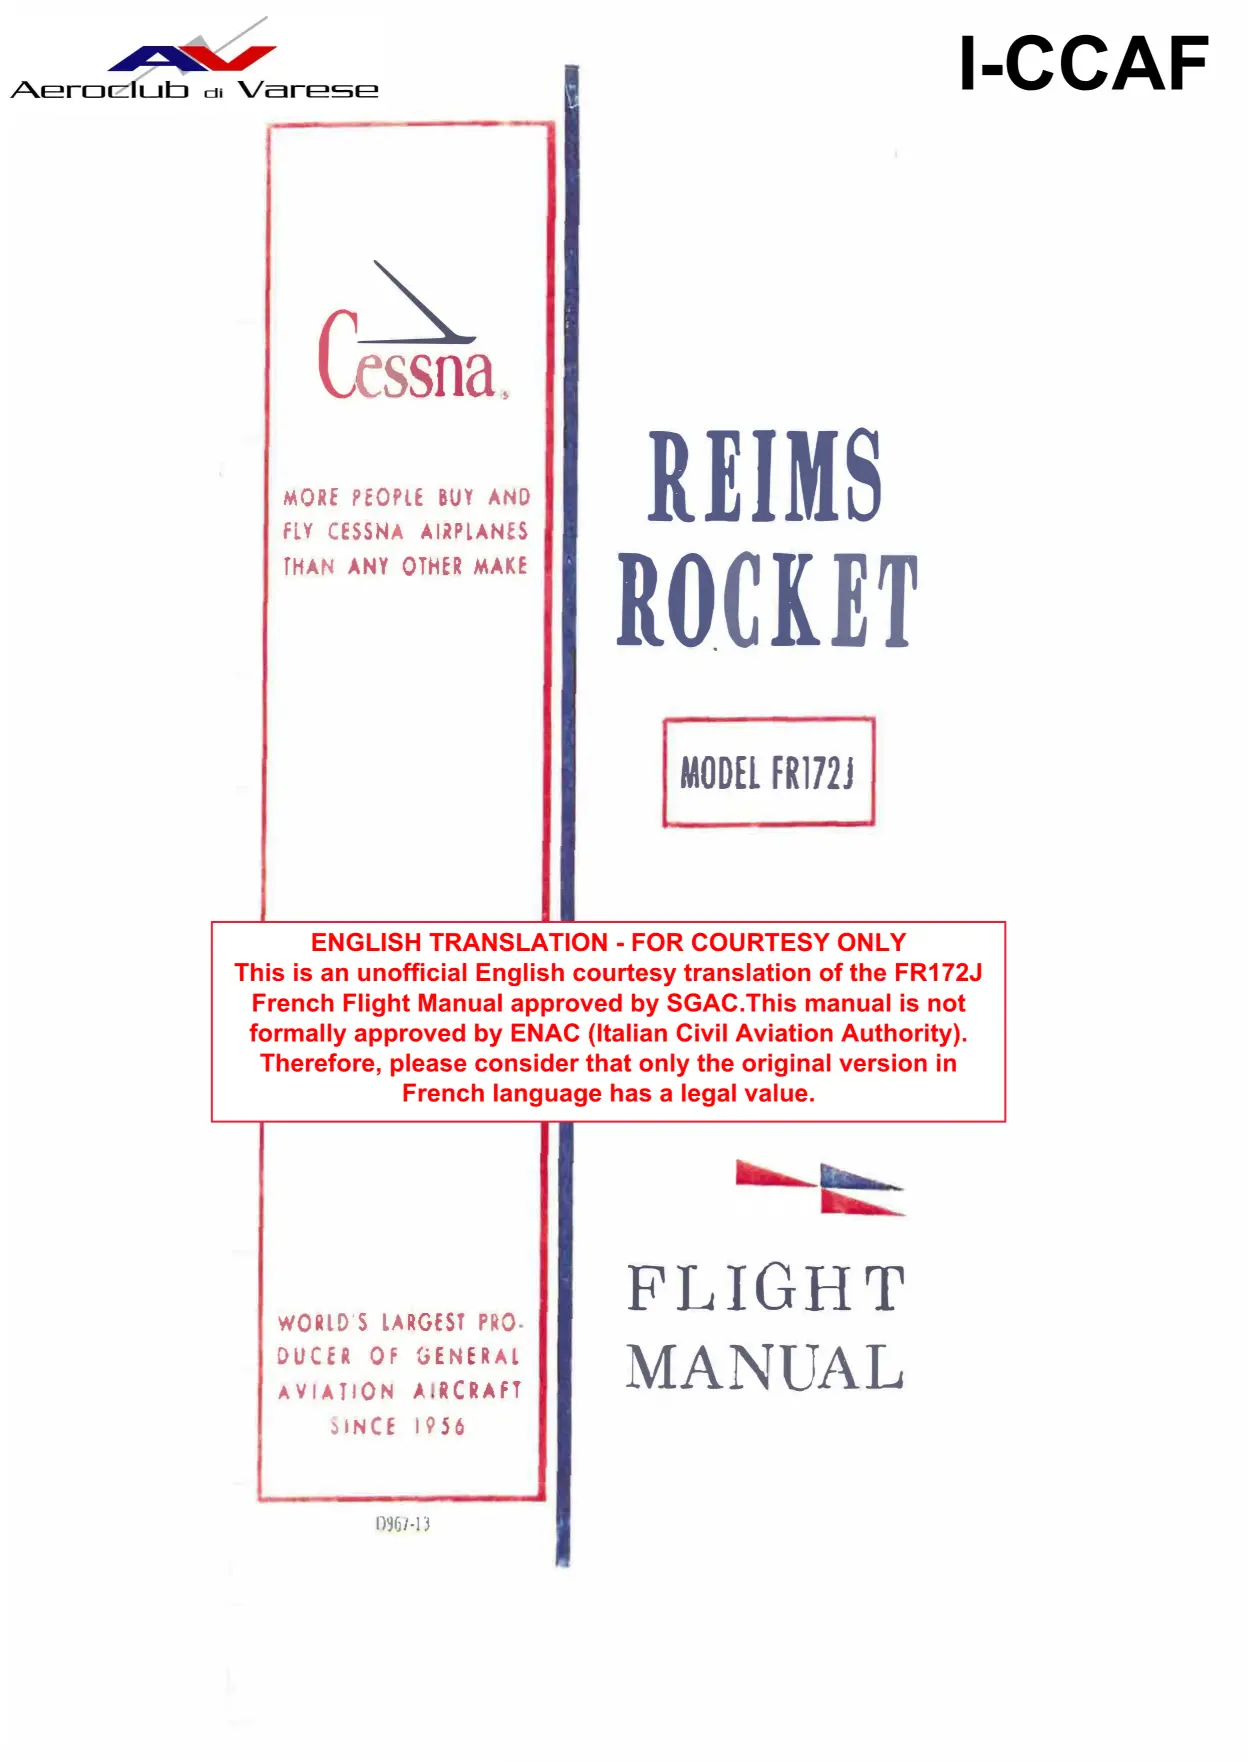 Aeroclub di Varese
I-CCAF
Cessna
MORE PEOPLE BUY AND
FLY CESSNA AIRPLANES
THAN ANY OTHER MAKE
REIMS
ROCKET
MODEL FR172J
ENGLISH TRANSLATION - FOR COURTESY ONLY
This is an unofficial English courtesy translation of the FR172J
French Flight Manual approved by SGAC.This manual is not
formally approved by ENAC (Italian Civil Aviation Authority).
Therefore, please consider that only the original version in
French language has a legal value.
FLIGHT
MANUAL
WORLD'S LARGEST PRO-
DUCER OF GENERAL
AVIATION AIRCRAFT
SINCE 1956
D967-13